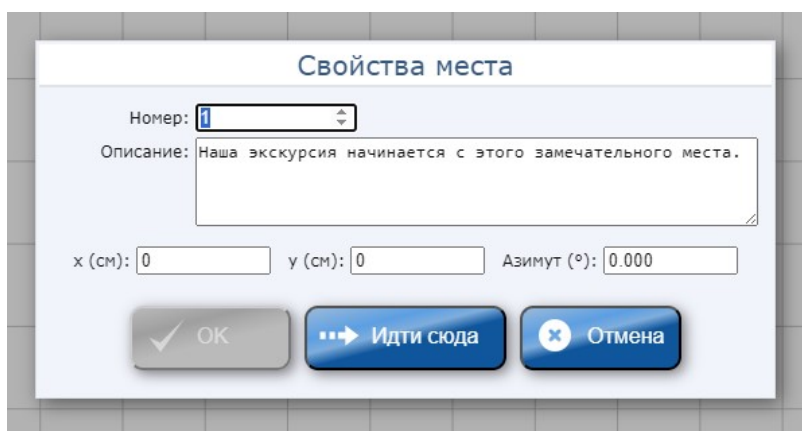 Свойства места
Номер: 1
Описание: Наша экскурсия начинается с этого замечательного места.
x (см): 0 y (см): 0 Азимут (°): 0.000
OK Идти сюда Отмена